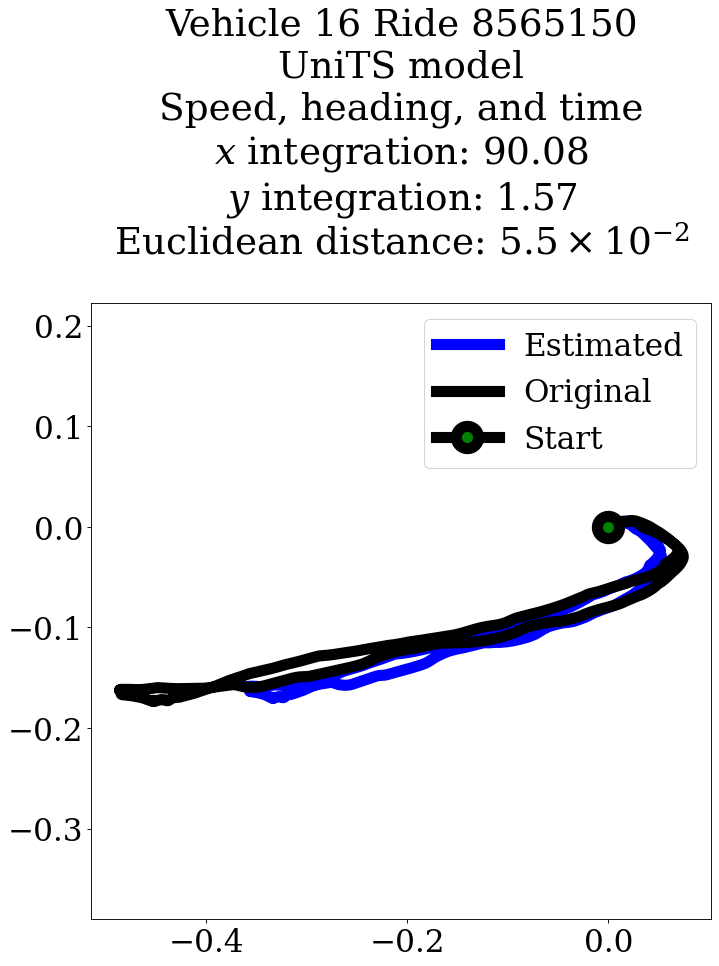 Vehicle 16 Ride 8565150
UniTS model
Speed, heading, and time
x integration: 90.08
y integration: 1.57
Euclidean distance: 5.5 × 10⁻²
Estimated
Original
Start
0.2
0.1
0.0
−0.1
−0.2
−0.3
−0.4
−0.2
0.0